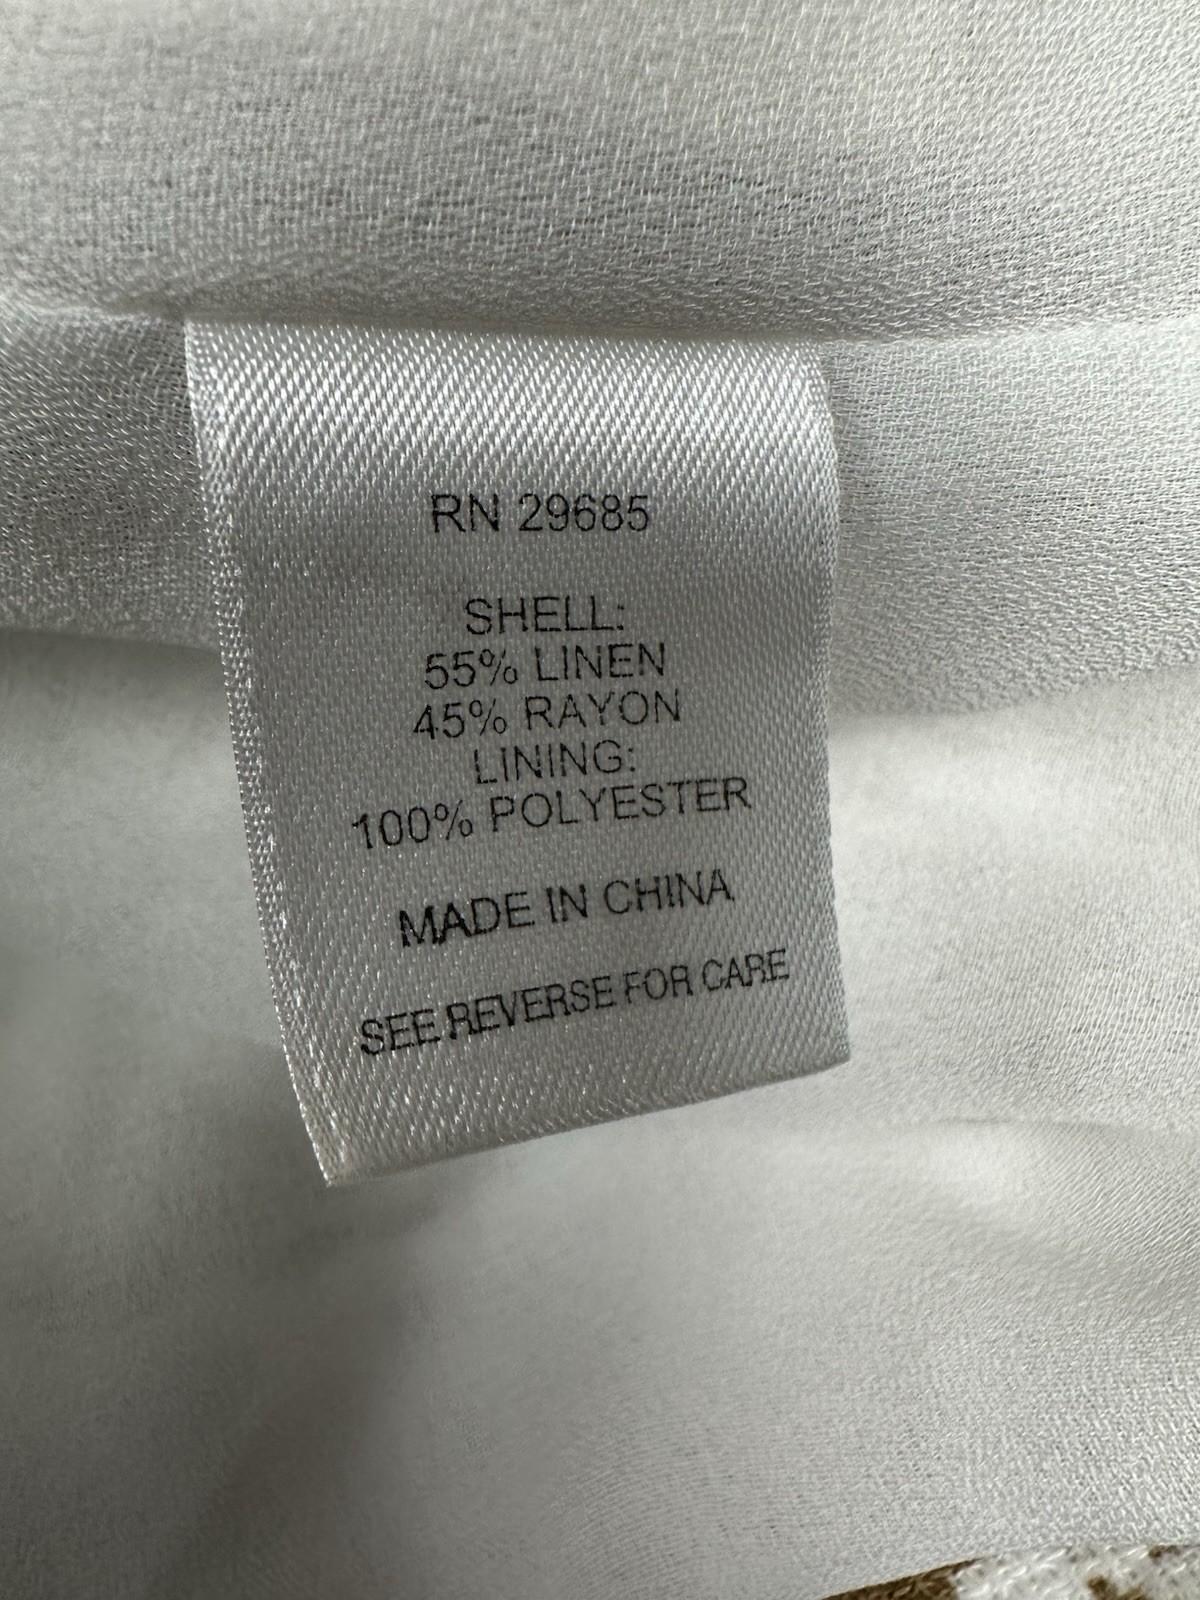 RN 29685
SHELL:
55% LINEN
45% RAYON
LINING:
100% POLYESTER
MADE IN CHINA
SEE REVERSE FOR CARE